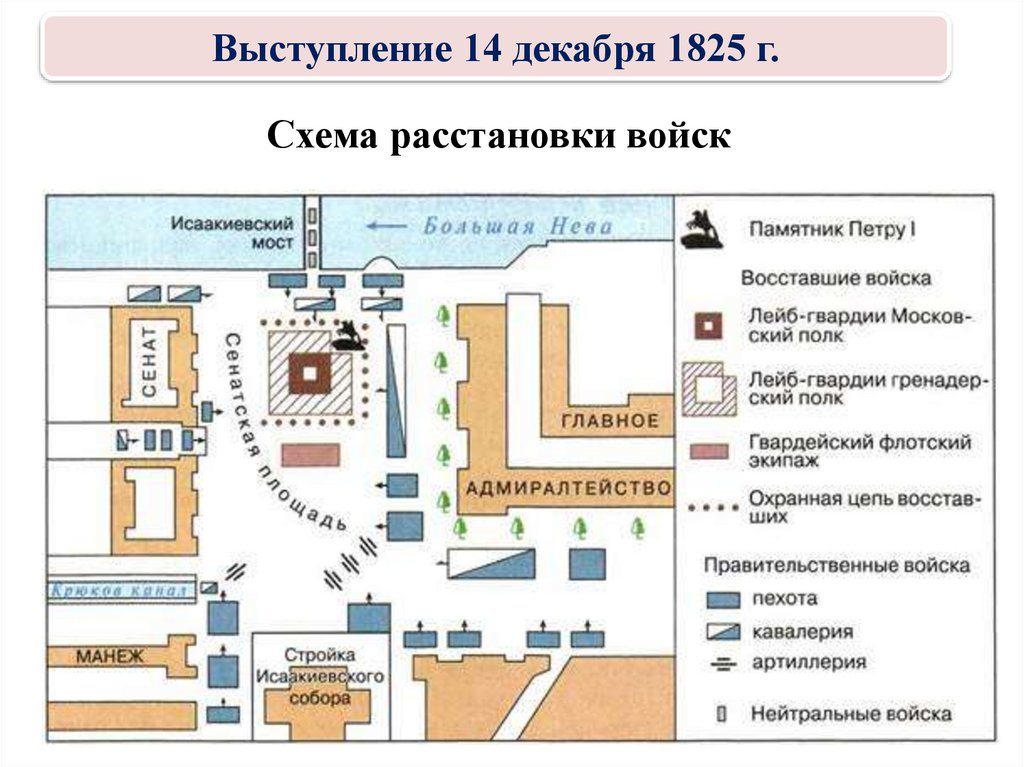 Выступление 14 декабря 1825 г.
Схема расстановки войск
Исаакиевский
мост
Большая Нева
СЕНАТ
Сенатская площадь
ГЛАВНОЕ
АДМИРАЛТЕЙСТВО
Крюков канал
МАНЕЖ
Стройка
Исаакиевского
собора
Памятник Петру I
Восставшие войска
Лейб-гвардии Москов-
ский полк
Лейб-гвардии гренадер-
ский полк
Гвардейский флотский
экипаж
Охранная цепь восстав-
ших
Правительственные войска
пехота
кавалерия
артиллерия
Нейтральные войска